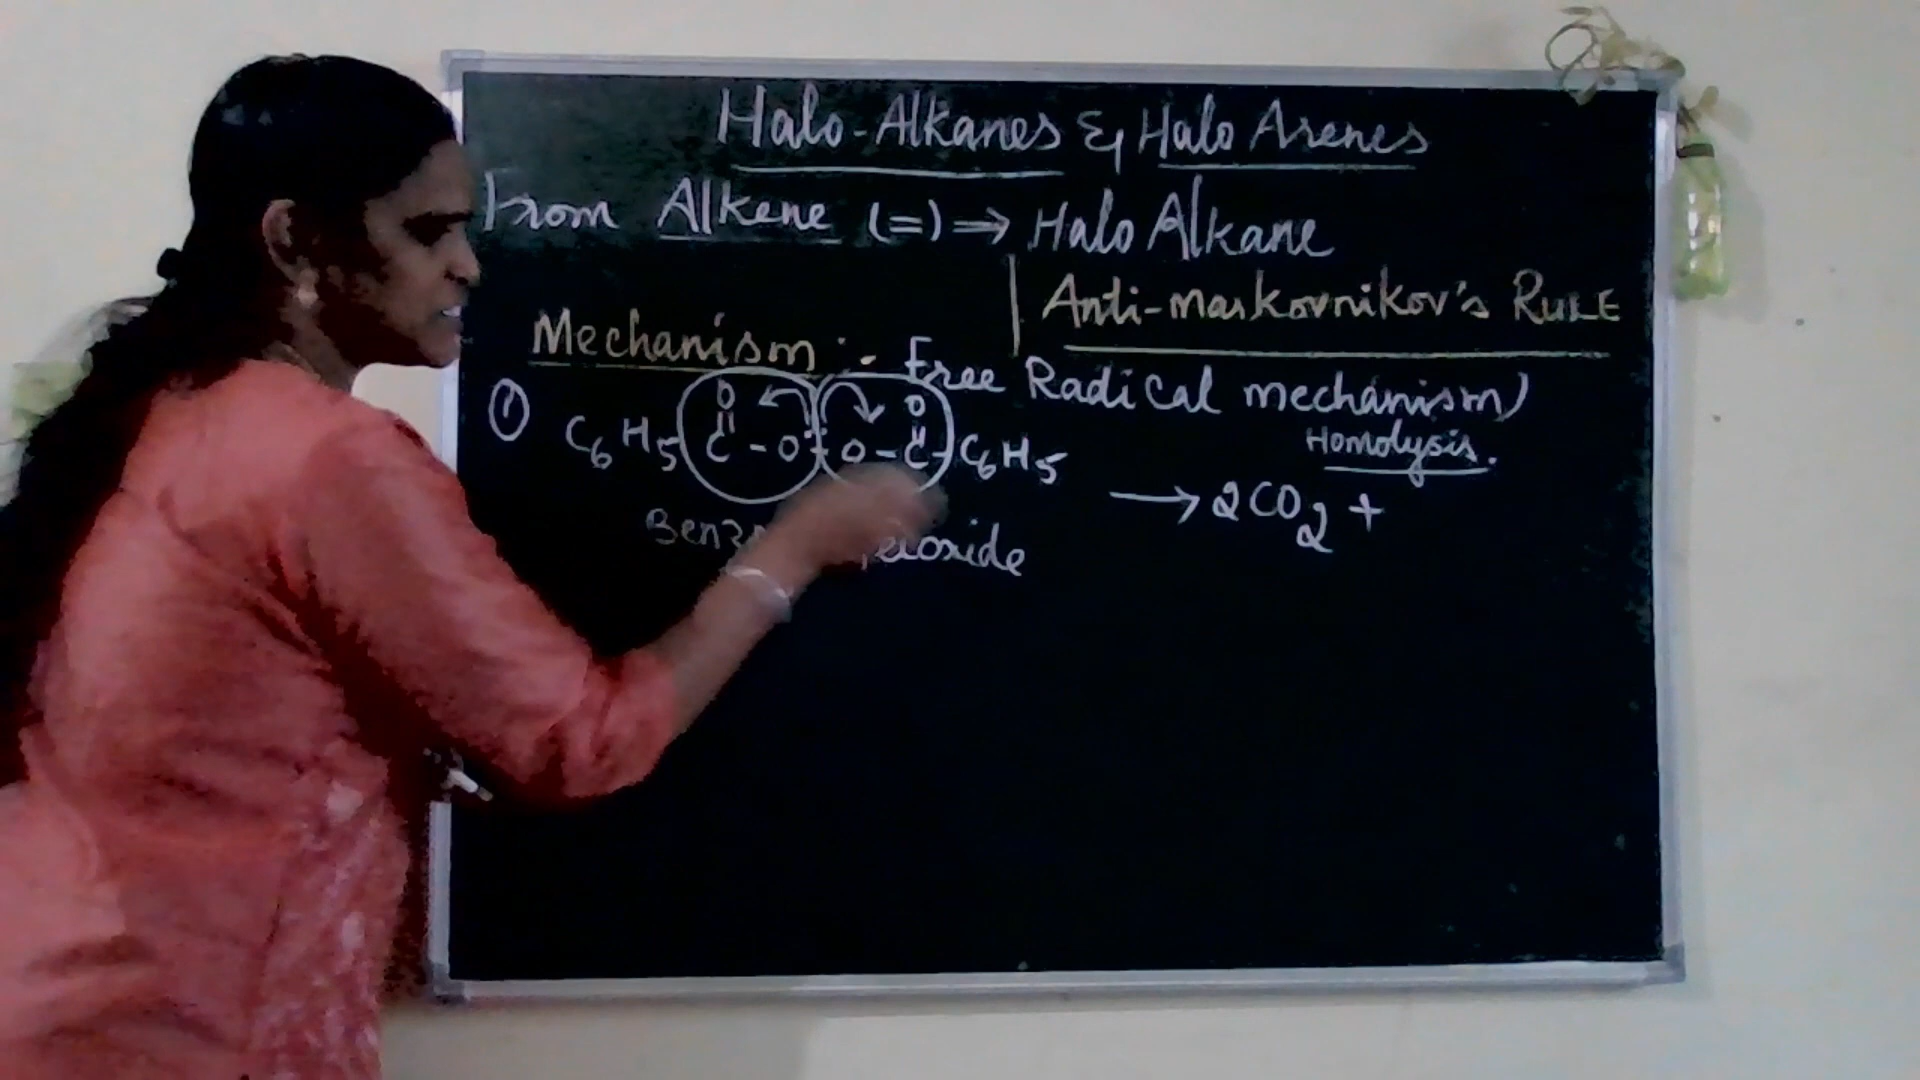 Halo-Alkanes & Halo Arenes
From Alkene (=) ⇒ Halo Alkane
Anti-markovnikov's RULE
Mechanism :- Free Radical mechanism)
Homolysis.
① C₆H₅ C(=O) - O : O - C(=O) - C₆H₅ → 2CO₂ +